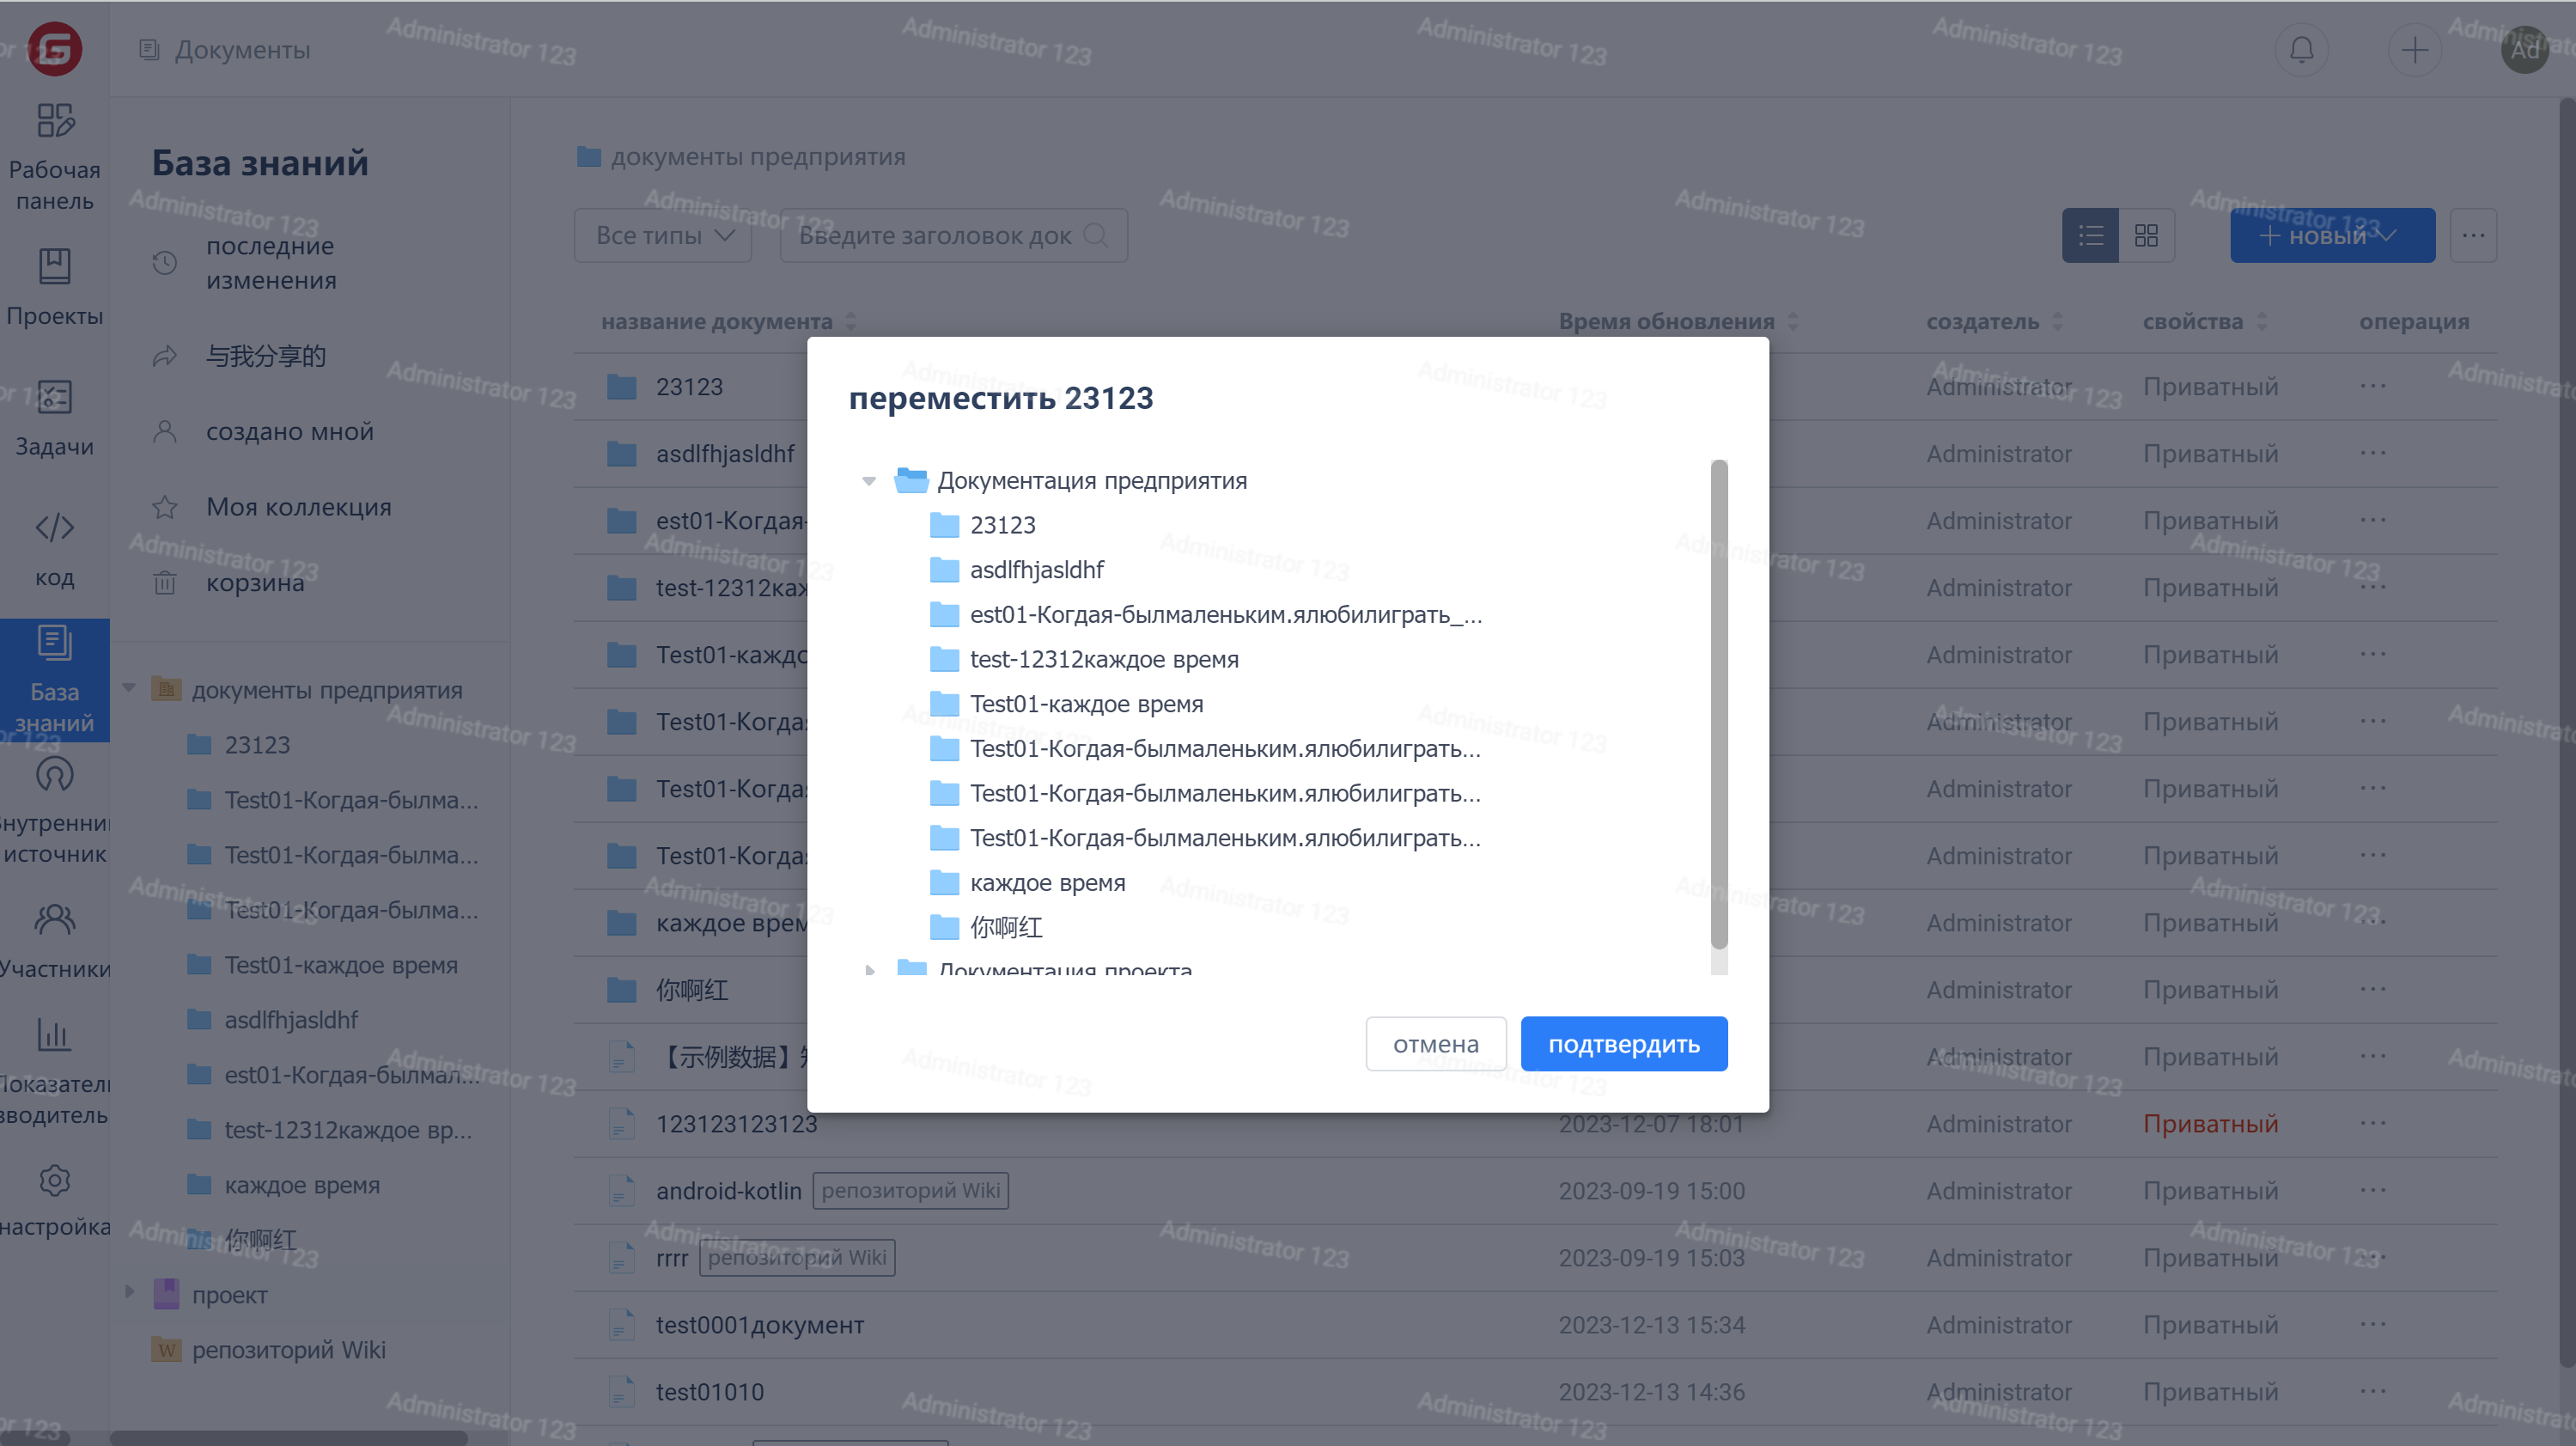 Документы
Ad
Рабочая
панель
Проекты
Задачи
код
База
знаний
источник
Участники
настройка
База знаний
последние
изменения
与我分享的
создано мной
Моя коллекция
корзина
документы предприятия
23123
Test01-Когдая-былма...
Test01-Когдая-былма...
Test01-Когдая-былма...
Test01-каждое время
asdlfhjasldhf
est01-Когдая-былмал...
test-12312каждое вр...
каждое время
你啊红
проект
репозиторий Wiki
документы предприятия
Все типы
Введите заголовок док
новый
название документа
Время обновления
создатель
свойства
операция
23123
Administrator
Приватный
asdlfhjasldhf
Administrator
Приватный
est01-Когдая-
Administrator
Приватный
test-12312каж
Administrator
Приватный
Test01-каждо
Administrator
Приватный
Test01-Когда
Administrator
Приватный
Test01-Когда
Administrator
Приватный
Test01-Когда
Administrator
Приватный
каждое врем
Administrator
Приватный
你啊红
Administrator
Приватный
【示例数据】
Administrator
Приватный
123123123123
2023-12-07 18:01
Administrator
Приватный
android-kotlin
репозиторий Wiki
2023-09-19 15:00
Administrator
Приватный
rrrr
репозиторий Wiki
2023-09-19 15:03
Administrator
Приватный
test0001документ
2023-12-13 15:34
Administrator
Приватный
test01010
2023-12-13 14:36
Administrator
Приватный
переместить 23123
Документация предприятия
23123
asdlfhjasldhf
est01-Когдая-былмаленьким.ялюбилиграть_...
test-12312каждое время
Test01-каждое время
Test01-Когдая-былмаленьким.ялюбилиграть...
Test01-Когдая-былмаленьким.ялюбилиграть...
Test01-Когдая-былмаленьким.ялюбилиграть...
каждое время
你啊红
Документация проекта
отмена
подтвердить
Administrator 123